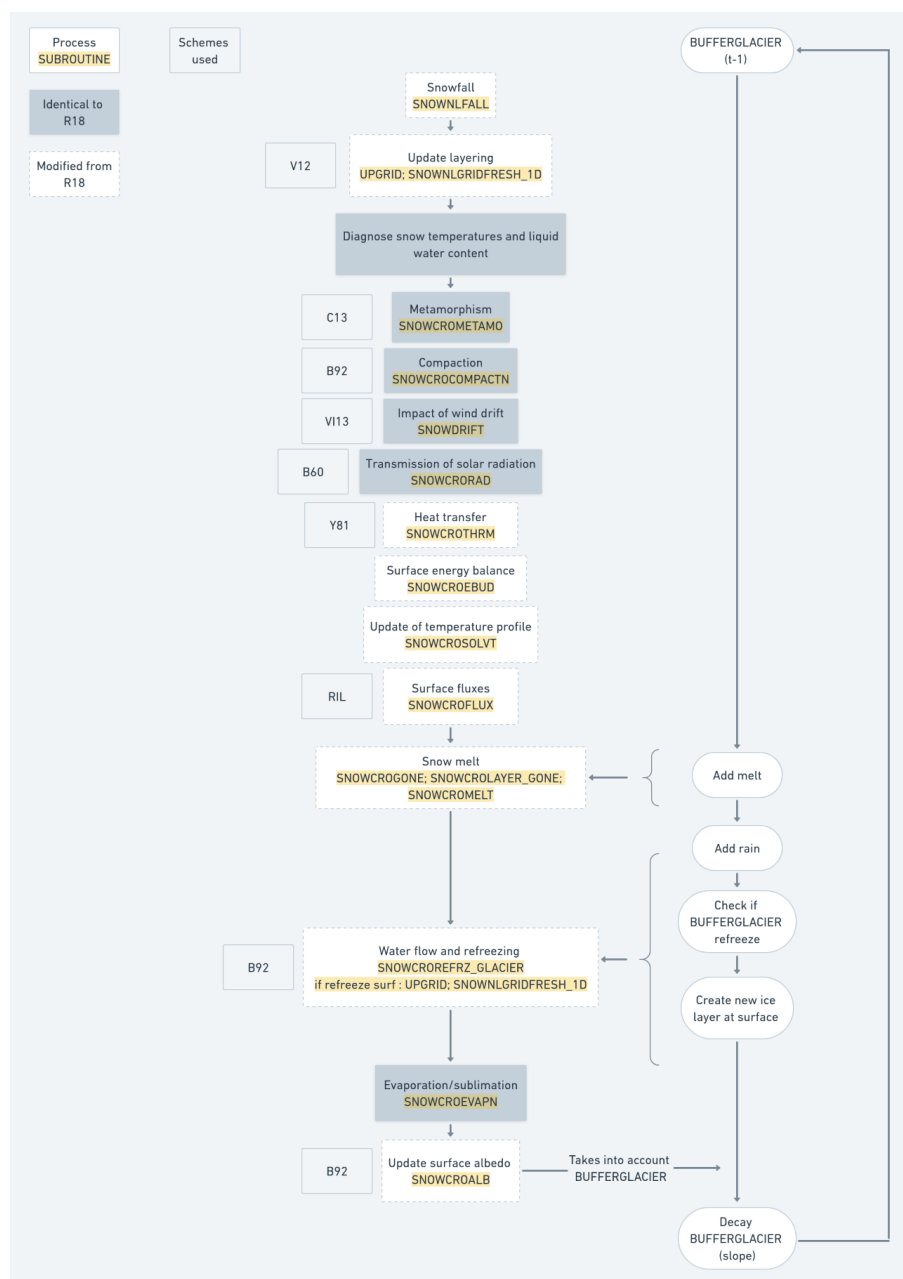 Process
SUBROUTINE
Schemes
used
Identical to
R18
Modified from
R18
BUFFERGLACIER
(t-1)
Snowfall
SNOWNLFALL
V12
Update layering
UPGRID; SNOWNLGRIDFRESH_1D
Diagnose snow temperatures and liquid
water content
C13
Metamorphism
SNOWCROMETAMO
B92
Compaction
SNOWCROCOMPACTN
VI13
Impact of wind drift
SNOWDRIFT
B60
Transmission of solar radiation
SNOWCRORAD
Y81
Heat transfer
SNOWCROTHRM
Surface energy balance
SNOWCROEBUD
Update of temperature profile
SNOWCROSOLVT
RIL
Surface fluxes
SNOWCROFLUX
Snow melt
SNOWCROGONE; SNOWCROLAYER_GONE;
SNOWCROMELT
Add melt
Add rain
Check if
BUFFERGLACIER
refreeze
B92
Water flow and refreezing
SNOWCROREFRZ_GLACIER
if refreeze surf : UPGRID; SNOWNLGRIDFRESH_1D
Create new ice
layer at surface
Evaporation/sublimation
SNOWCROEVAPN
B92
Update surface albedo
SNOWCROALB
Takes into account
BUFFERGLACIER
Decay
BUFFERGLACIER
(slope)